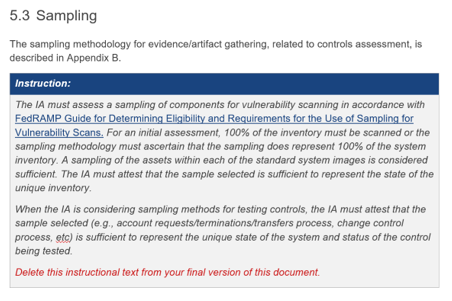 5.3 Sampling
The sampling methodology for evidence/artifact gathering, related to controls assessment, is
described in Appendix B.
Instruction:
The IA must assess a sampling of components for vulnerability scanning in accordance with
FedRAMP Guide for Determining Eligibility and Requirements for the Use of Sampling for
Vulnerability Scans. For an initial assessment, 100% of the inventory must be scanned or the
sampling methodology must ascertain that the sampling does represent 100% of the system
inventory. A sampling of the assets within each of the standard system images is considered
sufficient. The IA must attest that the sample selected is sufficient to represent the state of the
unique inventory.
When the IA is considering sampling methods for testing controls, the IA must attest that the
sample selected (e.g., account requests/terminations/transfers process, change control
process, etc) is sufficient to represent the unique state of the system and status of the control
being tested.
Delete this instructional text from your final version of this document.